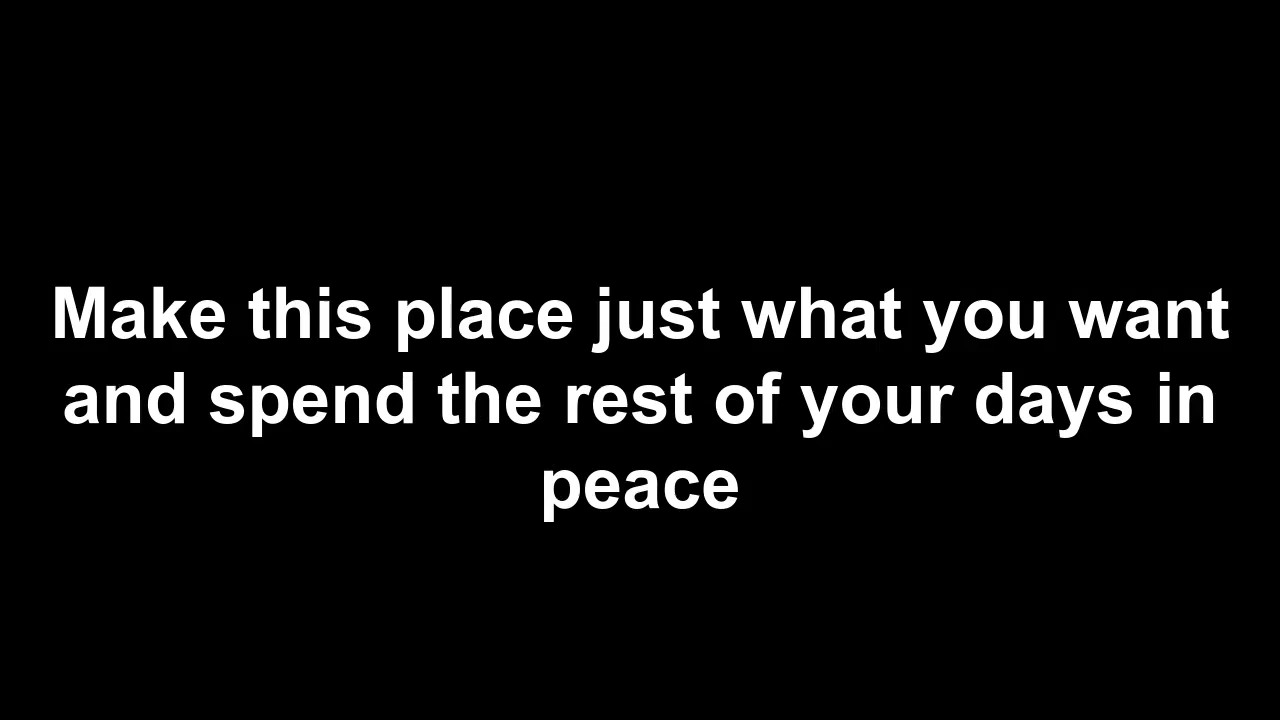 Make this place just what you want
and spend the rest of your days in
peace